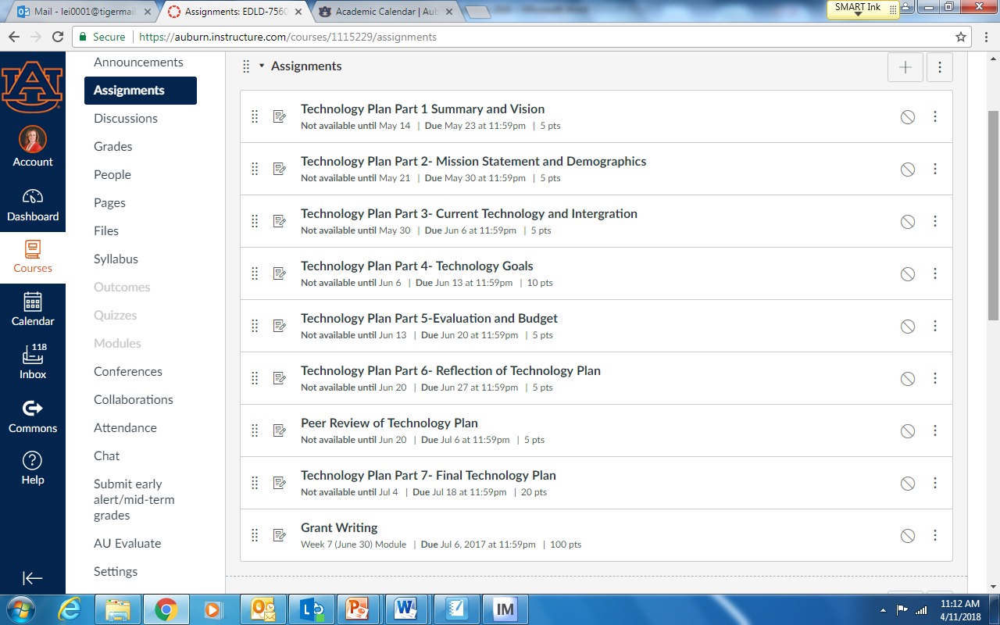 Mail - lei0001@tigermail
Assignments: EDLD-7560
Academic Calendar | Aub
SMART Ink
Secure
https://auburn.instructure.com/courses/1115229/assignments
Account
Dashboard
Courses
Calendar
118
Inbox
Commons
Help
Announcements
Assignments
Discussions
Grades
People
Pages
Files
Syllabus
Outcomes
Quizzes
Modules
Conferences
Collaborations
Attendance
Chat
Submit early
alert/mid-term
grades
AU Evaluate
Settings
Assignments
Technology Plan Part 1 Summary and Vision
Not available until May 14 | Due May 23 at 11:59pm | 5 pts
Technology Plan Part 2- Mission Statement and Demographics
Not available until May 21 | Due May 30 at 11:59pm | 5 pts
Technology Plan Part 3- Current Technology and Intergration
Not available until May 30 | Due Jun 6 at 11:59pm | 5 pts
Technology Plan Part 4- Technology Goals
Not available until Jun 6 | Due Jun 13 at 11:59pm | 10 pts
Technology Plan Part 5-Evaluation and Budget
Not available until Jun 13 | Due Jun 20 at 11:59pm | 5 pts
Technology Plan Part 6- Reflection of Technology Plan
Not available until Jun 20 | Due Jun 27 at 11:59pm | 5 pts
Peer Review of Technology Plan
Not available until Jun 20 | Due Jul 6 at 11:59pm | 5 pts
Technology Plan Part 7- Final Technology Plan
Not available until Jul 4 | Due Jul 18 at 11:59pm | 20 pts
Grant Writing
Week 7 (June 30) Module | Due Jul 6, 2017 at 11:59pm | 100 pts
IM
11:12 AM
4/11/2018